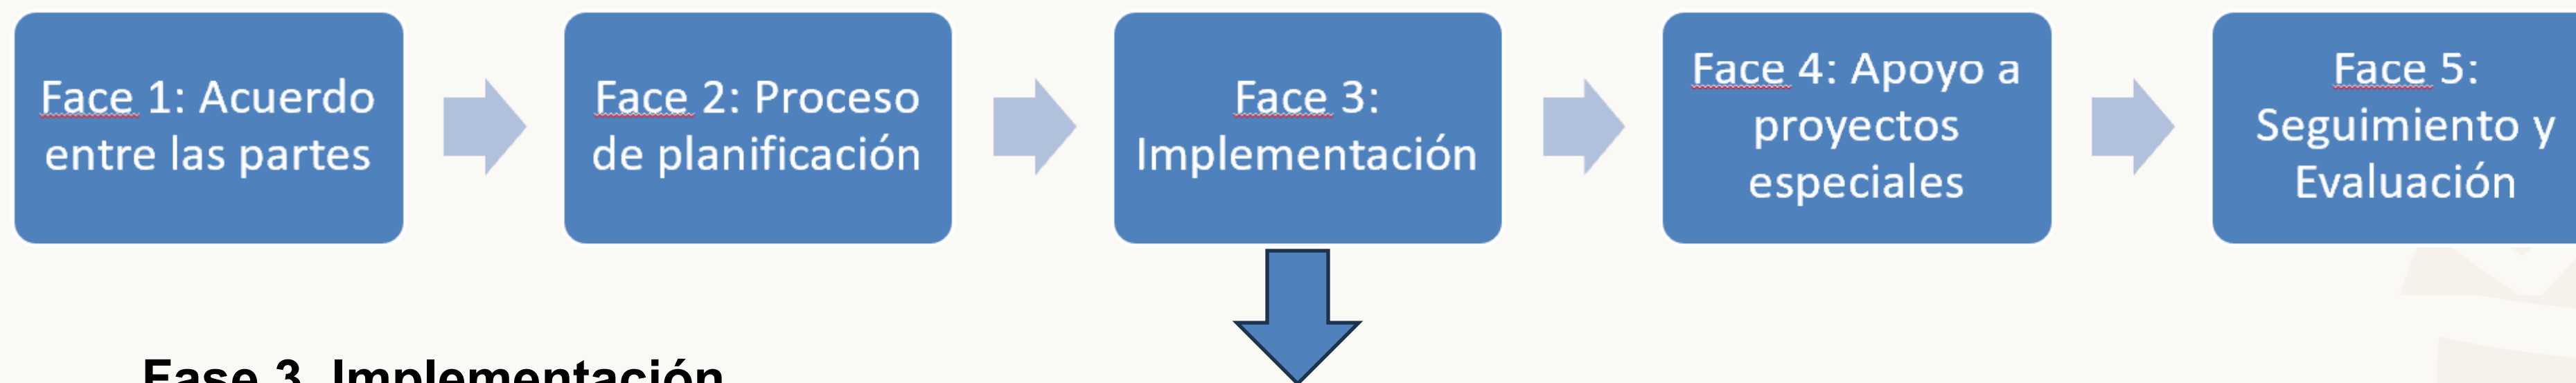 Face 1: Acuerdo
entre las partes
Face 2: Proceso
de planificación
Face 3:
Implementación
Face 4: Apoyo a
proyectos
especiales
Face 5:
Seguimiento y
Evaluación
Fase 3. Implementación